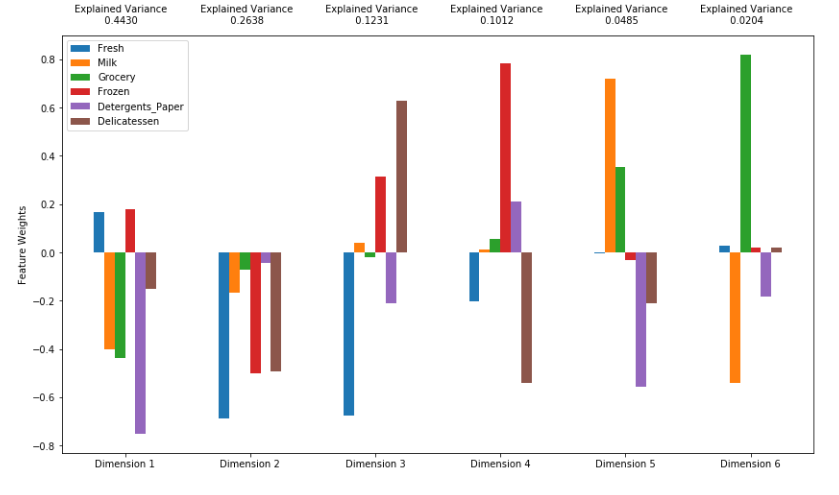 Explained Variance
0.4430
Explained Variance
0.2638
Explained Variance
0.1231
Explained Variance
0.1012
Explained Variance
0.0485
Explained Variance
0.0204
Fresh
Milk
Grocery
Frozen
Detergents_Paper
Delicatessen
Feature Weights
0.8
0.6
0.4
0.2
0.0
−0.2
−0.4
−0.6
−0.8
Dimension 1
Dimension 2
Dimension 3
Dimension 4
Dimension 5
Dimension 6